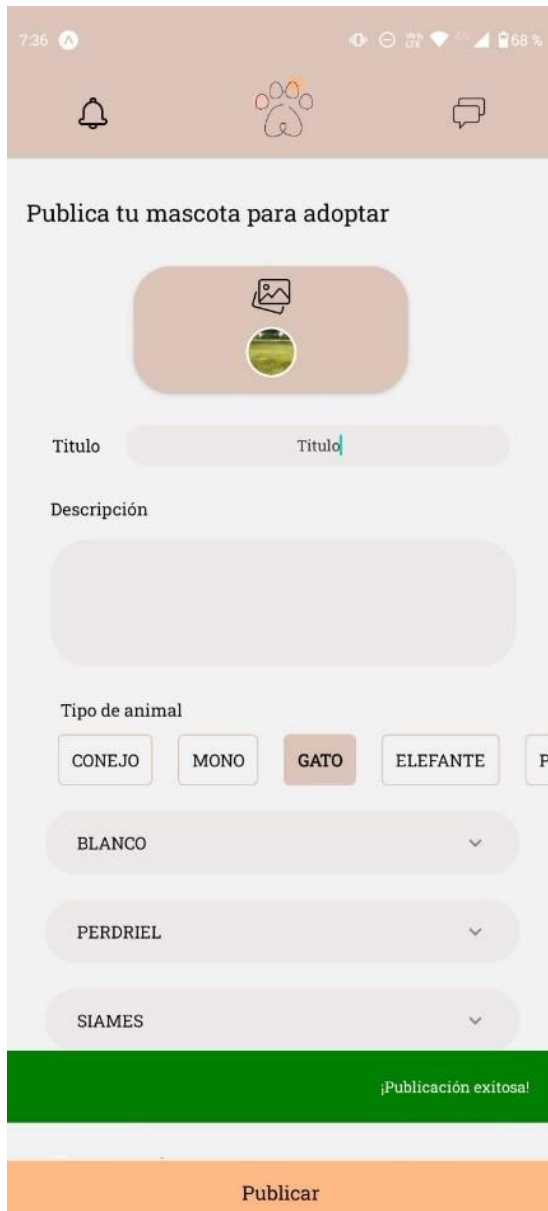 7:36 68 %
Publica tu mascota para adoptar
Titulo Titulo
Descripción
Tipo de animal
CONEJO MONO GATO ELEFANTE P
BLANCO
PERDRIEL
SIAMES
¡Publicación exitosa!
Publicar